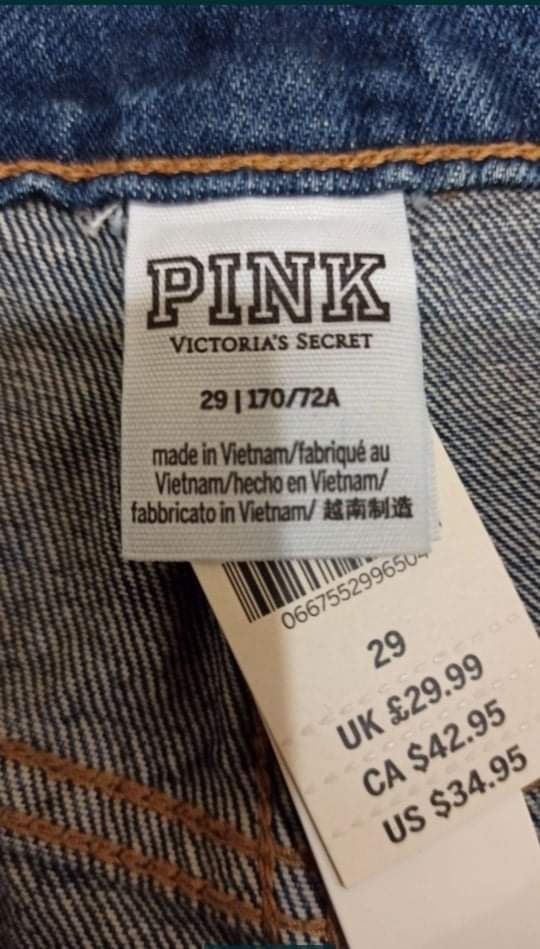 PINK
VICTORIA'S SECRET
29 | 170/72A
made in Vietnam/fabriqué au
Vietnam/hecho en Vietnam/
fabbricato in Vietnam/ 越南制造
066755299650
29
UK £29.99
CA $42.95
US $34.95